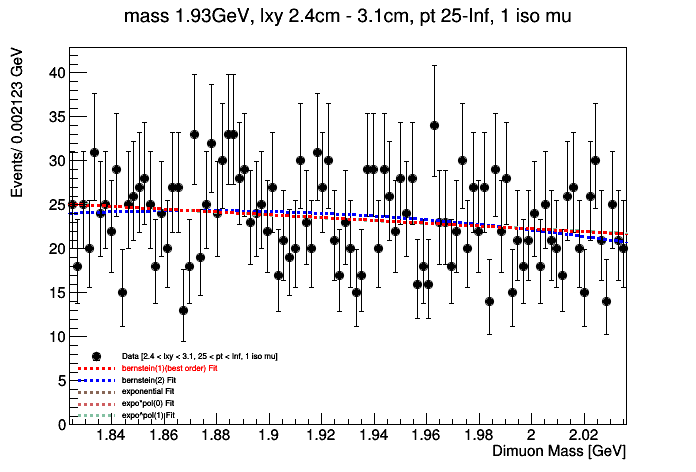 mass 1.93GeV, lxy 2.4cm - 3.1cm, pt 25-Inf, 1 iso mu
Events/ 0.002123 GeV
40
35
30
25
20
15
10
5
0
Data [2.4 < lxy < 3.1, 25 < pt < Inf, 1 iso mu]
bernstein(1)(best order) Fit
bernstein(2) Fit
exponential Fit
expo*pol(0) Fit
expo*pol(1)Fit
1.84 1.86 1.88 1.9 1.92 1.94 1.96 1.98 2 2.02
Dimuon Mass [GeV]